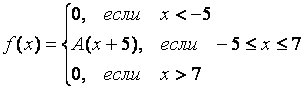 0, если x < −5
f(x) = { A(x + 5), если − 5 ≤ x ≤ 7
0, если x > 7